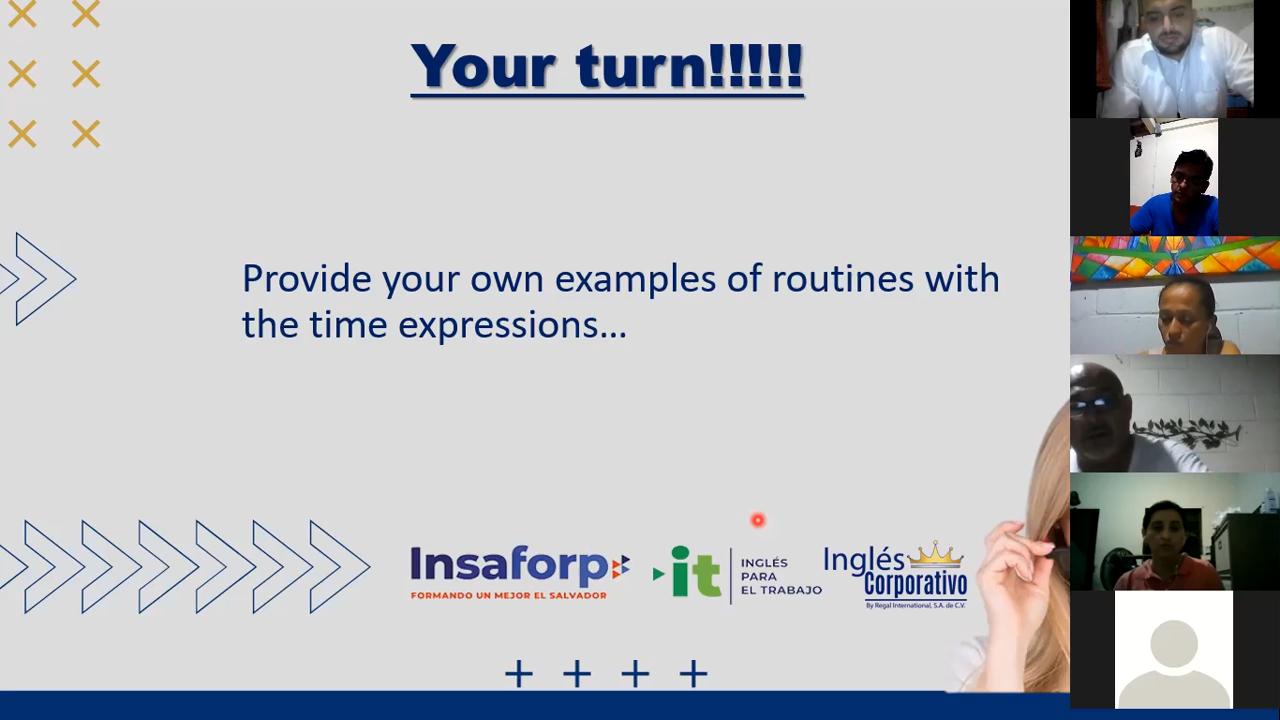 Your turn!!!!!
Provide your own examples of routines with
the time expressions...
Insaforp
FORMANDO UN MEJOR EL SALVADOR
it
INGLÉS
PARA
EL TRABAJO
Inglés
Corporativo
By Regal International, S.A. de C.V.